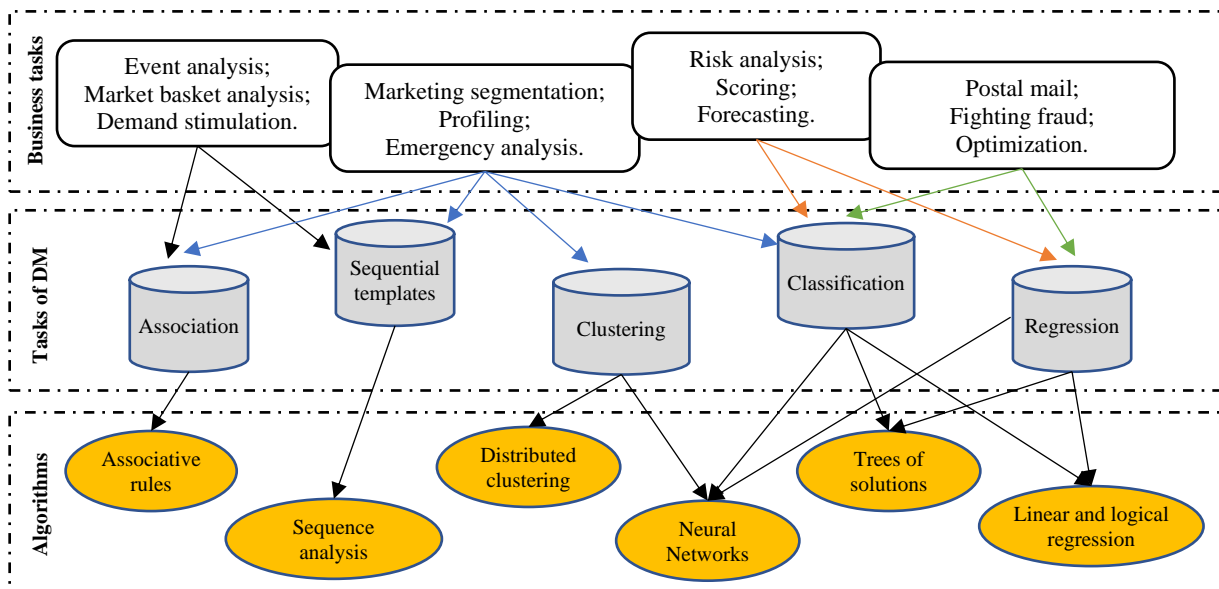 Business tasks
Event analysis;
Market basket analysis;
Demand stimulation.
Marketing segmentation;
Profiling;
Emergency analysis.
Risk analysis;
Scoring;
Forecasting.
Postal mail;
Fighting fraud;
Optimization.
Tasks of DM
Association
Sequential
templates
Clustering
Classification
Regression
Algorithms
Associative
rules
Sequence
analysis
Distributed
clustering
Neural
Networks
Trees of
solutions
Linear and logical
regression